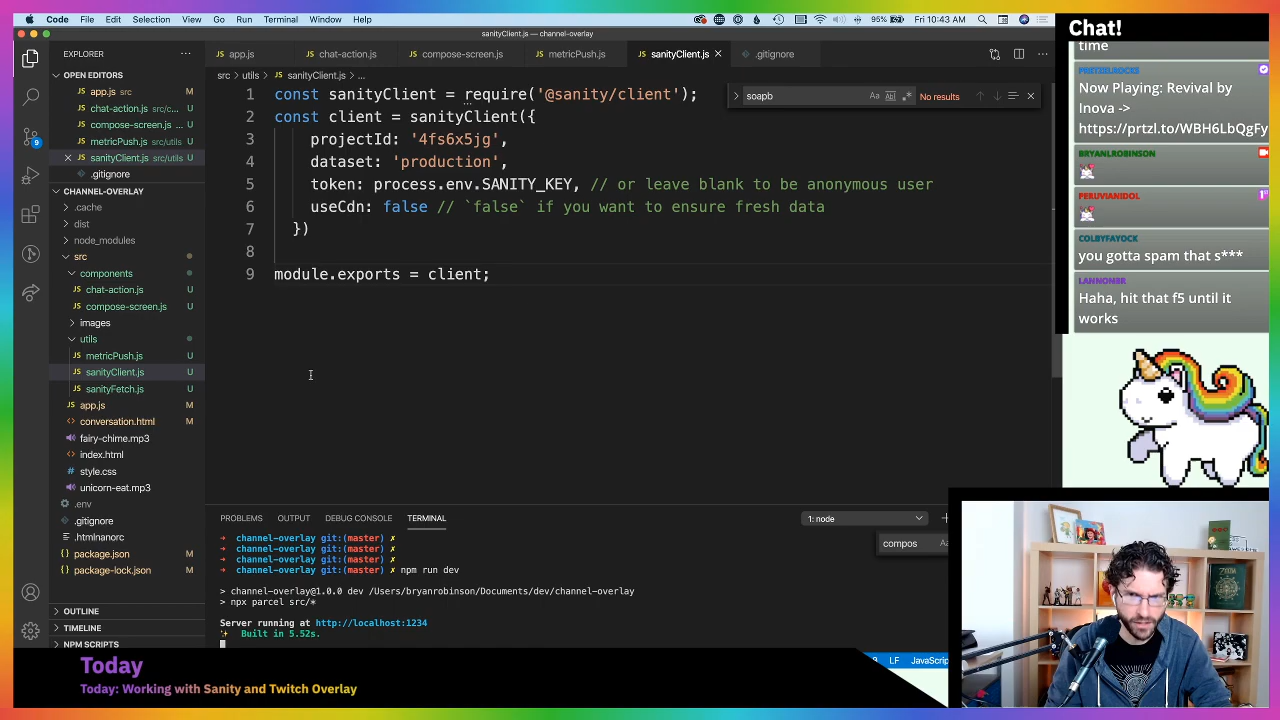 Code File Edit Selection View Go Run Terminal Window Help
95% Fri 10:43 AM
sanityClient.js — channel-overlay
EXPLORER
app.js chat-action.js compose-screen.js metricPush.js sanityClient.js .gitignore
OPEN EDITORS
app.js src
chat-action.js src/c...
compose-screen.js ...
metricPush.js src/utils
sanityClient.js src/utils
.gitignore
CHANNEL-OVERLAY
.cache
dist
node_modules
src
components
chat-action.js U
compose-screen.js U
images
utils
metricPush.js U
sanityClient.js U
sanityFetch.js U
app.js M
conversation.html M
fairy-chime.mp3
index.html
style.css
unicorn-eat.mp3
.env
.gitignore
.htmlnanorc
package.json M
package-lock.json M
OUTLINE
TIMELINE
NPM SCRIPTS
9
src > utils > sanityClient.js > ...
soapb Aa Abl .* No results
1 const sanityClient = require('@sanity/client');
2 const client = sanityClient({
3 projectId: '4fs6x5jg',
4 dataset: 'production',
5 token: process.env.SANITY_KEY, // or leave blank to be anonymous user
6 useCdn: false // `false` if you want to ensure fresh data
7 })
8
9 module.exports = client;
PROBLEMS OUTPUT DEBUG CONSOLE TERMINAL 1: node
compos Aa
➜ channel-overlay git:(master) ✗
➜ channel-overlay git:(master) ✗
➜ channel-overlay git:(master) ✗
➜ channel-overlay git:(master) ✗ npm run dev
> channel-overlay@1.0.0 dev /Users/bryanrobinson/Documents/dev/channel-overlay
> npx parcel src/*
Server running at http://localhost:1234
✨ Built in 5.52s.
LF JavaScrip
Chat!
time
PRETZELROCKS
Now Playing: Revival by
Inova ->
https://prtzl.to/WBH6LbQgFy
BRYANLROBINSON
PERUVIANIDOL
COLBYFAYOCK
you gotta spam that s***
LANNONBR
Haha, hit that f5 until it
works
Today
Today: Working with Sanity and Twitch Overlay